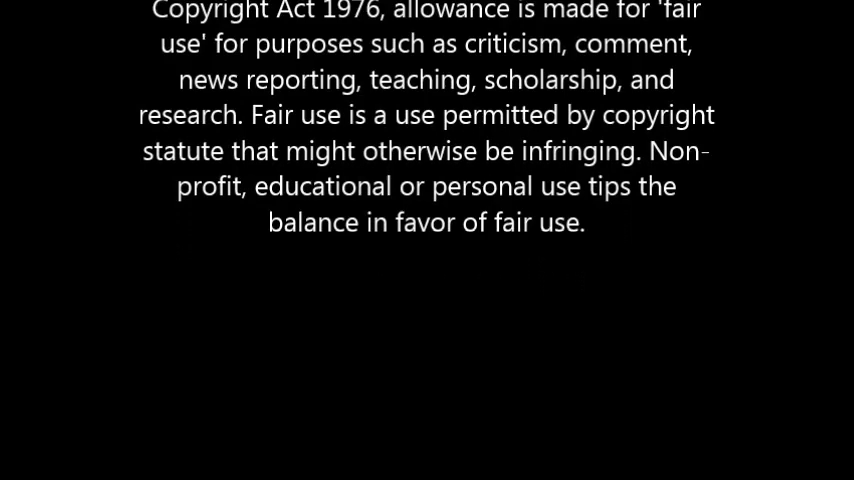 Copyright Act 1976, allowance is made for 'fair
use' for purposes such as criticism, comment,
news reporting, teaching, scholarship, and
research. Fair use is a use permitted by copyright
statute that might otherwise be infringing. Non-
profit, educational or personal use tips the
balance in favor of fair use.